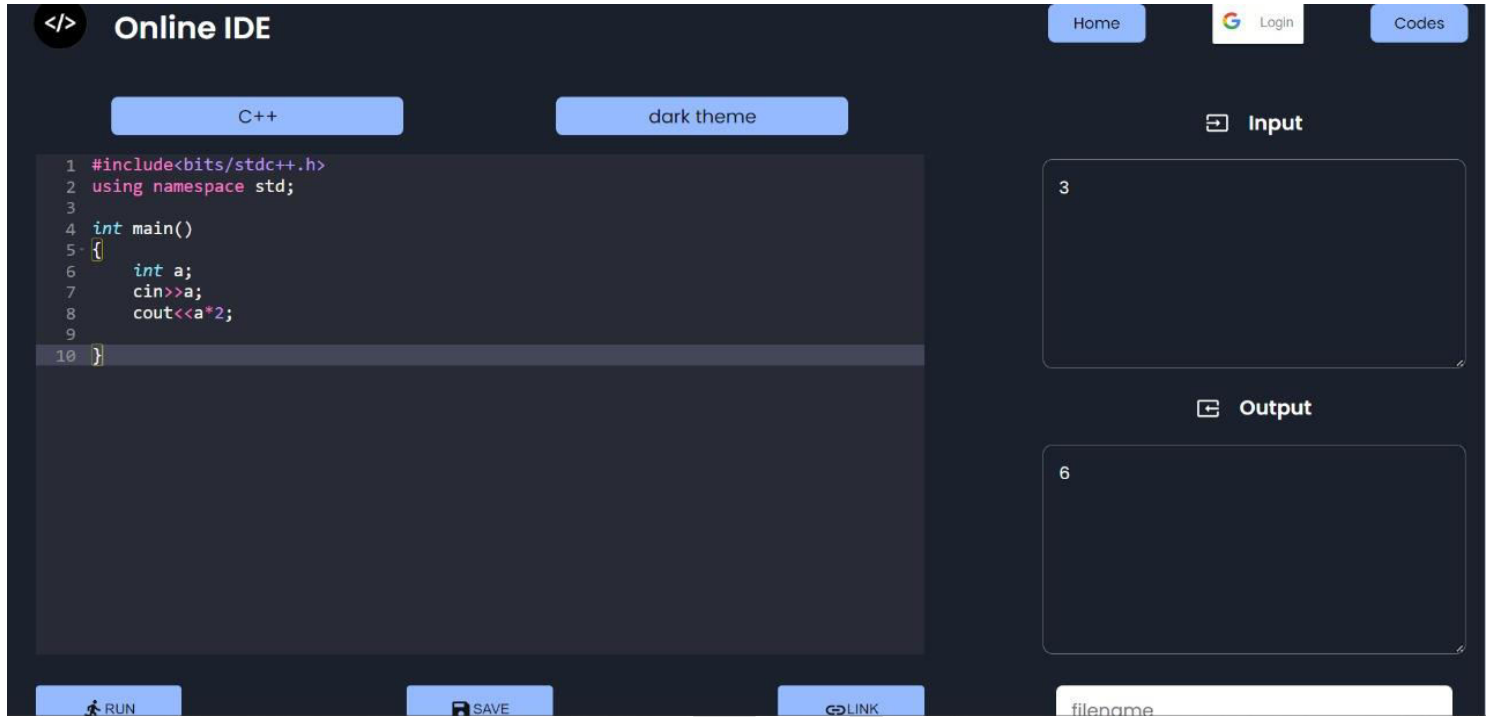 </> Online IDE Home Login Codes
C++ dark theme
1 #include<bits/stdc++.h>
2 using namespace std;
3
4 int main()
5 {
6     int a;
7     cin>>a;
8     cout<<a*2;
9
10 }
Input
3
Output
6
RUN SAVE LINK filename